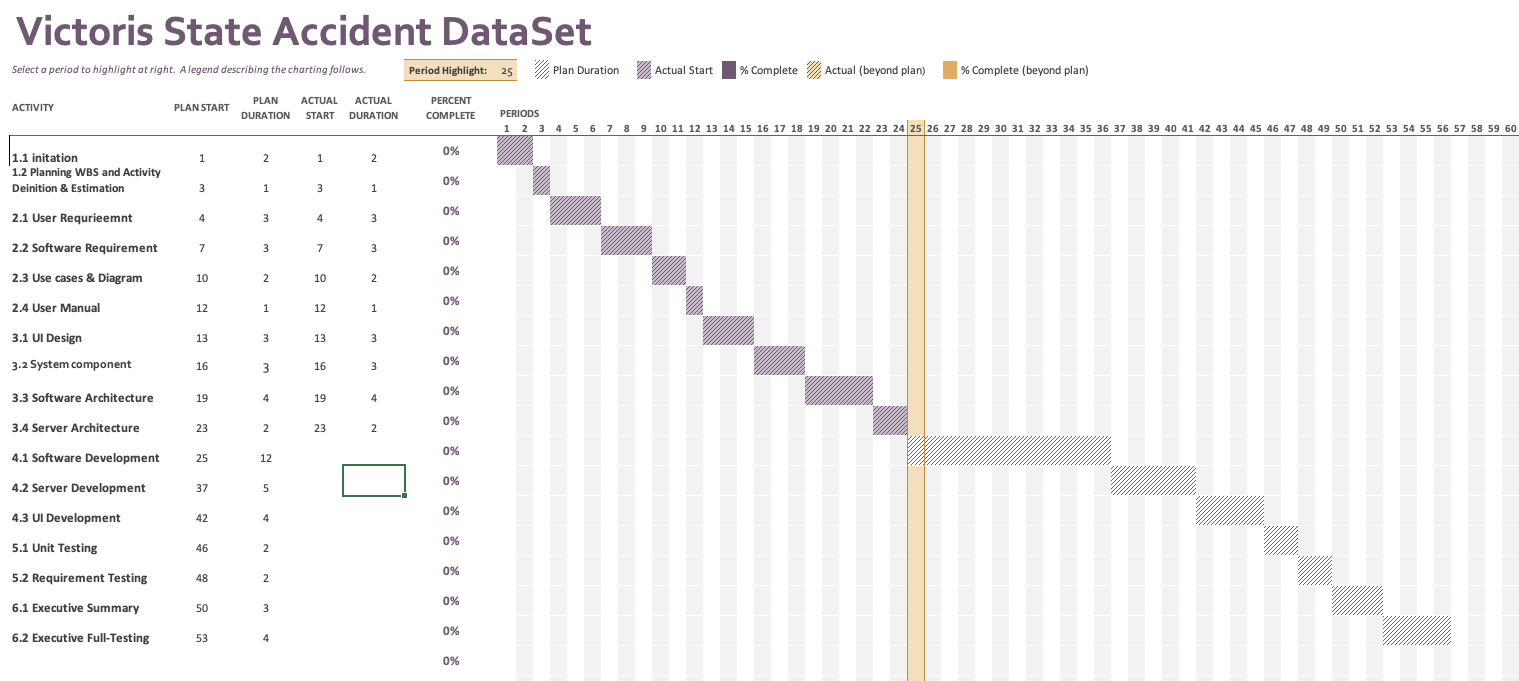 Victoris State Accident DataSet
Select a period to highlight at right. A legend describing the charting follows. Period Highlight: 25 Plan Duration Actual Start % Complete Actual (beyond plan) % Complete (beyond plan)
ACTIVITY PLAN START PLAN DURATION ACTUAL START ACTUAL DURATION PERCENT COMPLETE PERIODS
1 2 3 4 5 6 7 8 9 10 11 12 13 14 15 16 17 18 19 20 21 22 23 24 25 26 27 28 29 30 31 32 33 34 35 36 37 38 39 40 41 42 43 44 45 46 47 48 49 50 51 52 53 54 55 56 57 58 59 60
1.1 initation 1 2 1 2 0%
1.2 Planning WBS and Activity
Deinition & Estimation 3 1 3 1 0%
2.1 User Requrieemnt 4 3 4 3 0%
2.2 Software Requirement 7 3 7 3 0%
2.3 Use cases & Diagram 10 2 10 2 0%
2.4 User Manual 12 1 12 1 0%
3.1 UI Design 13 3 13 3 0%
3.2 System component 16 3 16 3 0%
3.3 Software Architecture 19 4 19 4 0%
3.4 Server Architecture 23 2 23 2 0%
4.1 Software Development 25 12 0%
4.2 Server Development 37 5 0%
4.3 UI Development 42 4 0%
5.1 Unit Testing 46 2 0%
5.2 Requirement Testing 48 2 0%
6.1 Executive Summary 50 3 0%
6.2 Executive Full-Testing 53 4 0%
0%